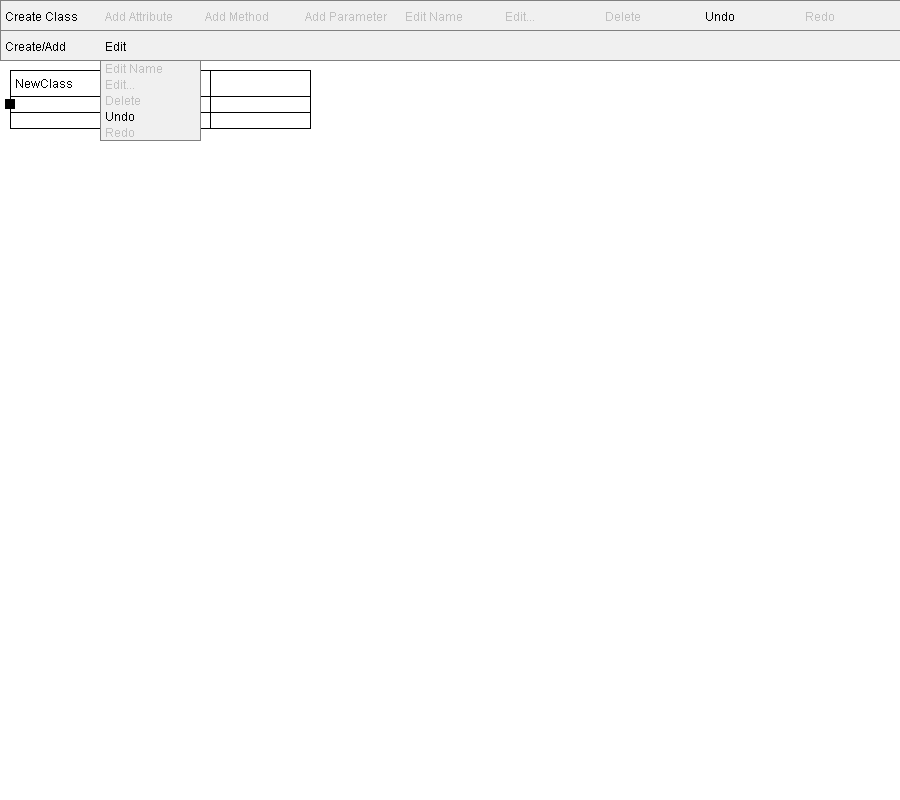 Create Class Add Attribute Add Method Add Parameter Edit Name Edit... Delete Undo Redo
Create/Add Edit
Edit Name
NewClass
Edit...
Delete
Undo
Redo